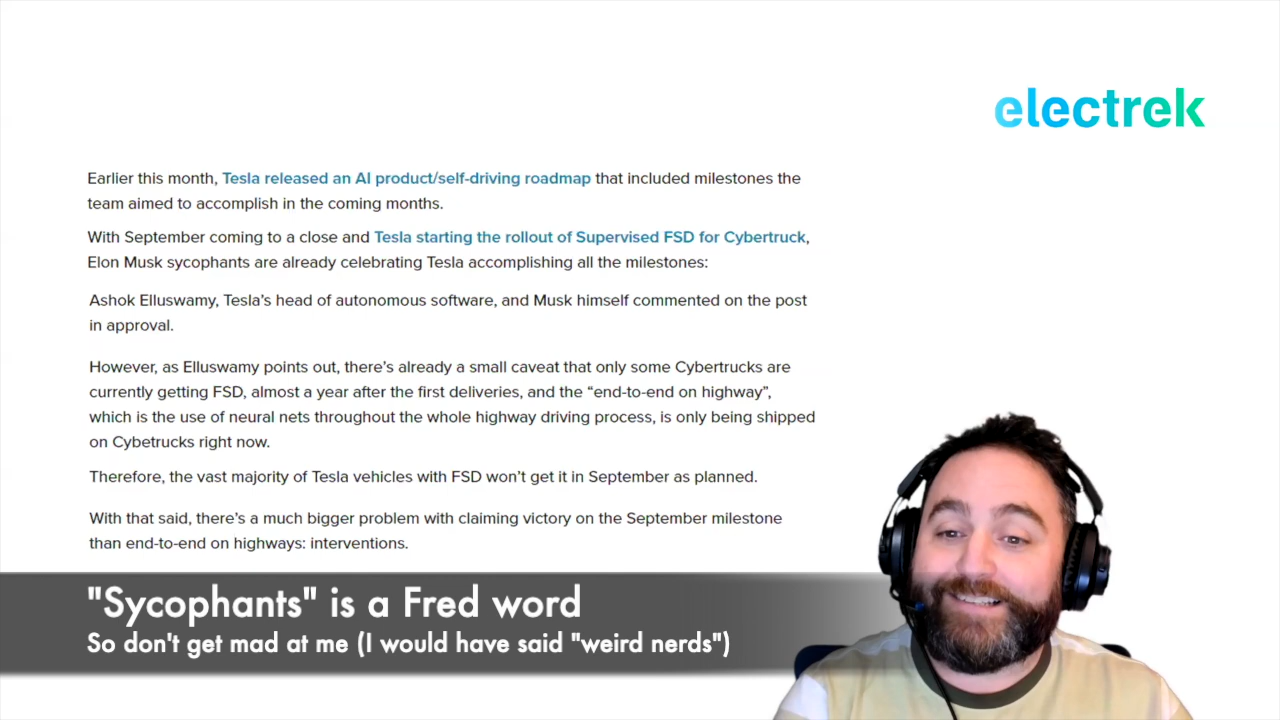 electrek
Earlier this month, Tesla released an AI product/self-driving roadmap that included milestones the
team aimed to accomplish in the coming months.
With September coming to a close and Tesla starting the rollout of Supervised FSD for Cybertruck,
Elon Musk sycophants are already celebrating Tesla accomplishing all the milestones:
Ashok Elluswamy, Tesla's head of autonomous software, and Musk himself commented on the post
in approval.
However, as Elluswamy points out, there's already a small caveat that only some Cybertrucks are
currently getting FSD, almost a year after the first deliveries, and the “end-to-end on highway”,
which is the use of neural nets throughout the whole highway driving process, is only being shipped
on Cybetrucks right now.
Therefore, the vast majority of Tesla vehicles with FSD won't get it in September as planned.
With that said, there's a much bigger problem with claiming victory on the September milestone
than end-to-end on highways: interventions.
"Sycophants" is a Fred word
So don't get mad at me (I would have said "weird nerds")